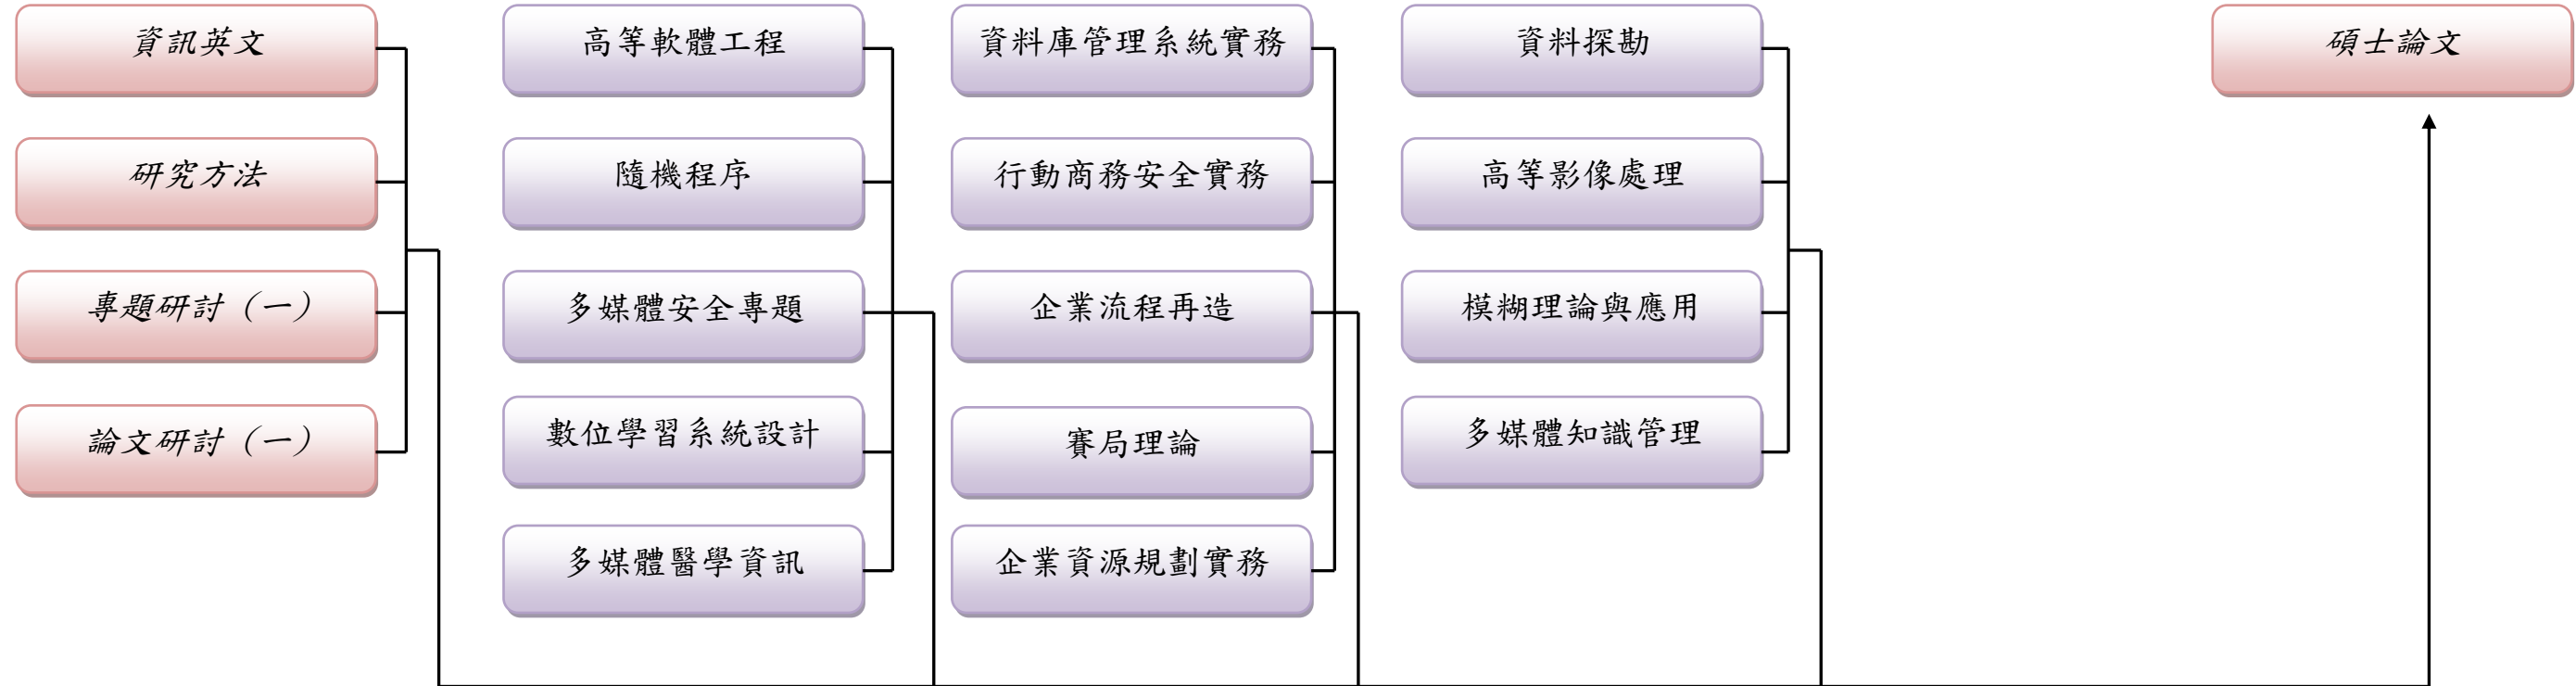 資訊英文
研究方法
專題研討（一）
論文研討（一）
高等軟體工程
隨機程序
多媒體安全專題
數位學習系統設計
多媒體醫學資訊
資料庫管理系統實務
行動商務安全實務
企業流程再造
賽局理論
企業資源規劃實務
資料探勘
高等影像處理
模糊理論與應用
多媒體知識管理
碩士論文